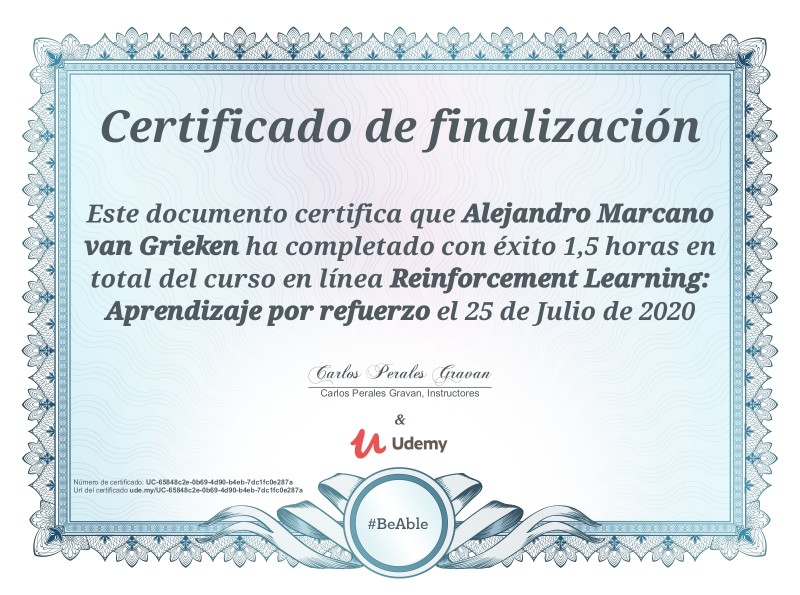 Certificado de finalización
Este documento certifica que Alejandro Marcano
van Grieken ha completado con éxito 1,5 horas en
total del curso en línea Reinforcement Learning:
Aprendizaje por refuerzo el 25 de Julio de 2020
Carlos Perales Gravan
Carlos Perales Gravan, Instructores
&
Udemy
Número de certificado: UC-65848c2e-0b69-4d90-b4eb-7dc1fc0e287a
Url del certificado ude.my/UC-65848c2e-0b69-4d90-b4eb-7dc1fc0e287a
#BeAble